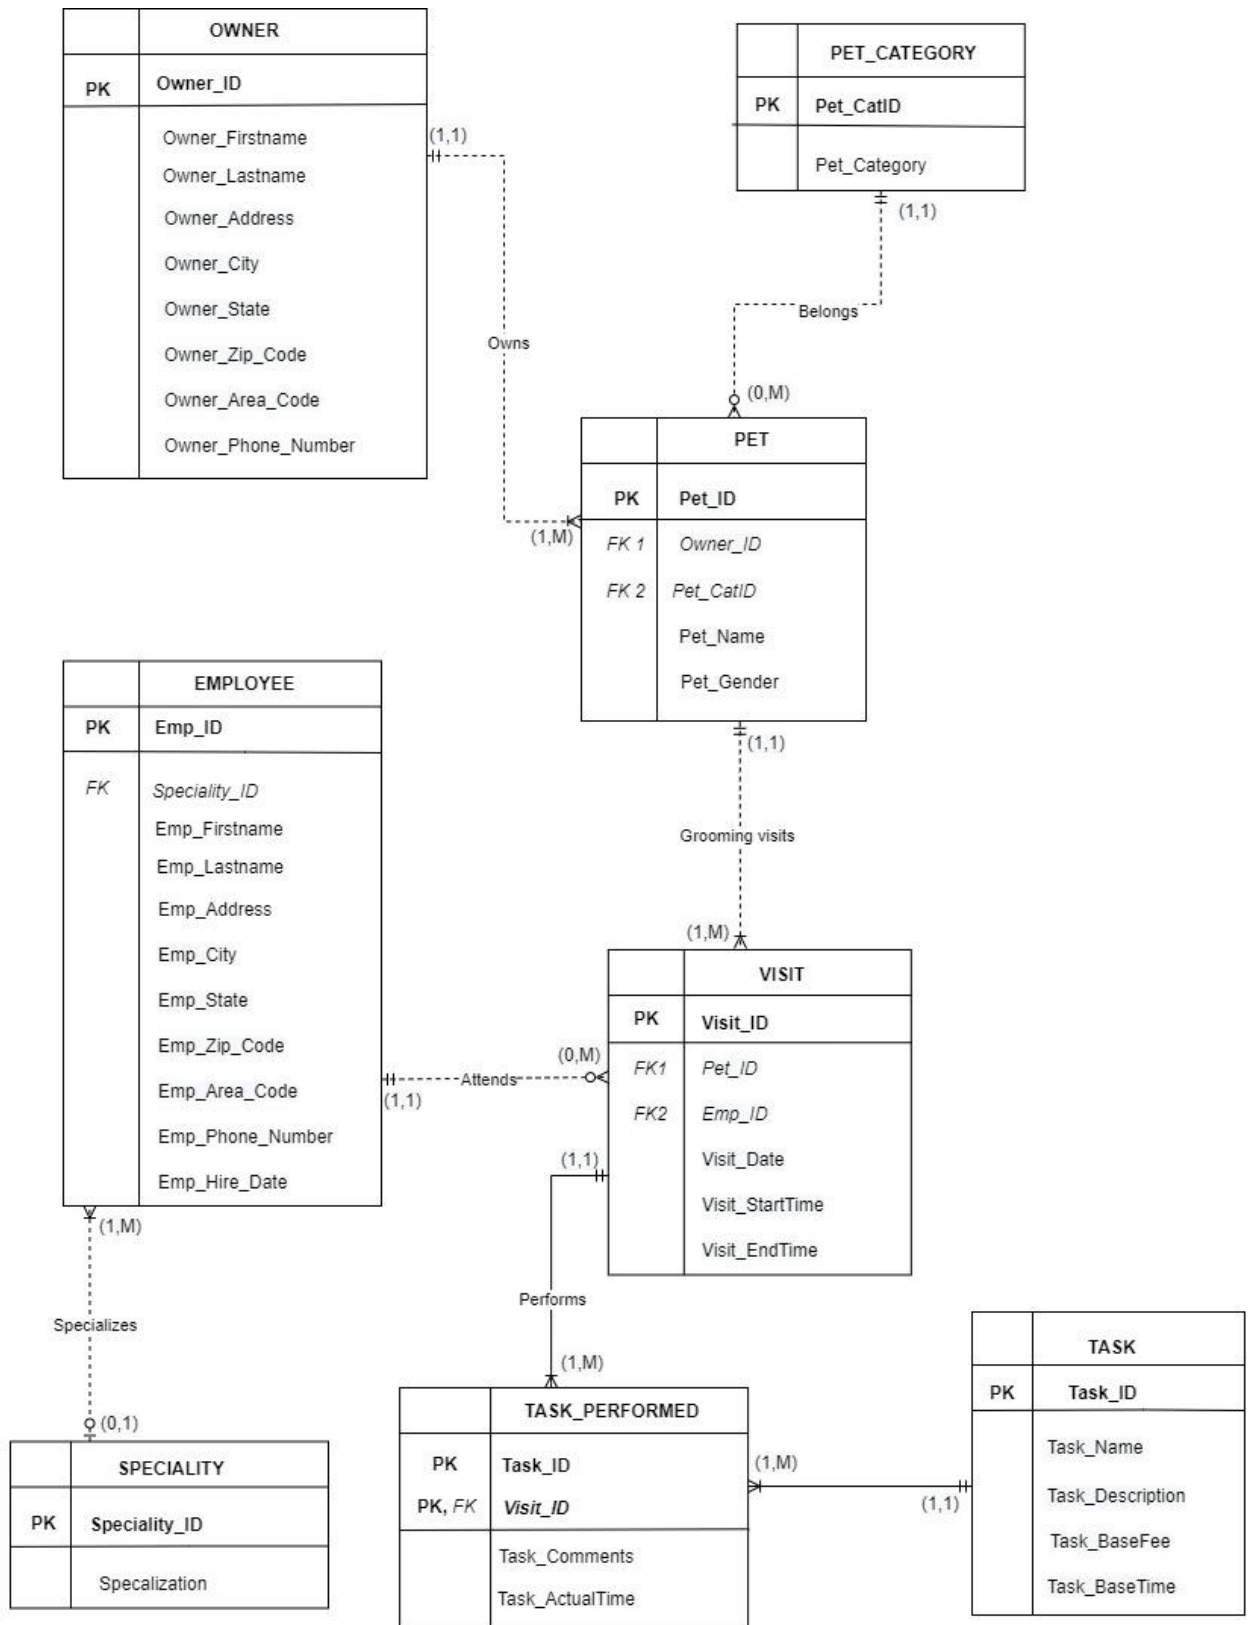 OWNER
PK Owner_ID
Owner_Firstname
Owner_Lastname
Owner_Address
Owner_City
Owner_State
Owner_Zip_Code
Owner_Area_Code
Owner_Phone_Number
(1,1)
Owns
(1,M)
PET_CATEGORY
PK Pet_CatID
Pet_Category
(1,1)
Belongs
(0,M)
PET
PK Pet_ID
FK 1 Owner_ID
FK 2 Pet_CatID
Pet_Name
Pet_Gender
(1,1)
Grooming visits
(1,M)
EMPLOYEE
PK Emp_ID
FK Speciality_ID
Emp_Firstname
Emp_Lastname
Emp_Address
Emp_City
Emp_State
Emp_Zip_Code
Emp_Area_Code
Emp_Phone_Number
Emp_Hire_Date
(1,1)
Attends
(0,M)
VISIT
PK Visit_ID
FK1 Pet_ID
FK2 Emp_ID
Visit_Date
Visit_StartTime
Visit_EndTime
(1,1)
Performs
(1,M)
(1,M)
Specializes
(0,1)
SPECIALITY
PK Speciality_ID
Specalization
TASK_PERFORMED
PK Task_ID
PK, FK Visit_ID
Task_Comments
Task_ActualTime
(1,M)
(1,1)
TASK
PK Task_ID
Task_Name
Task_Description
Task_BaseFee
Task_BaseTime